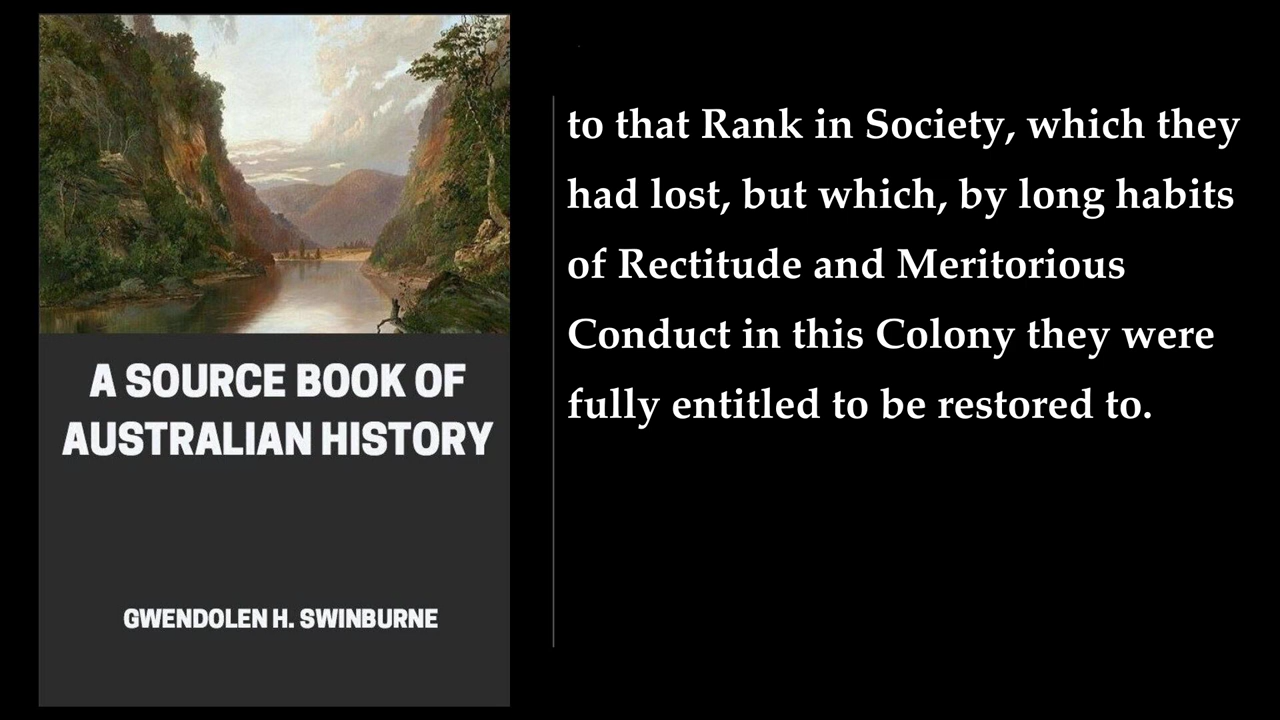 A SOURCE BOOK OF
AUSTRALIAN HISTORY
GWENDOLEN H. SWINBURNE
to that Rank in Society, which they
had lost, but which, by long habits
of Rectitude and Meritorious
Conduct in this Colony they were
fully entitled to be restored to.